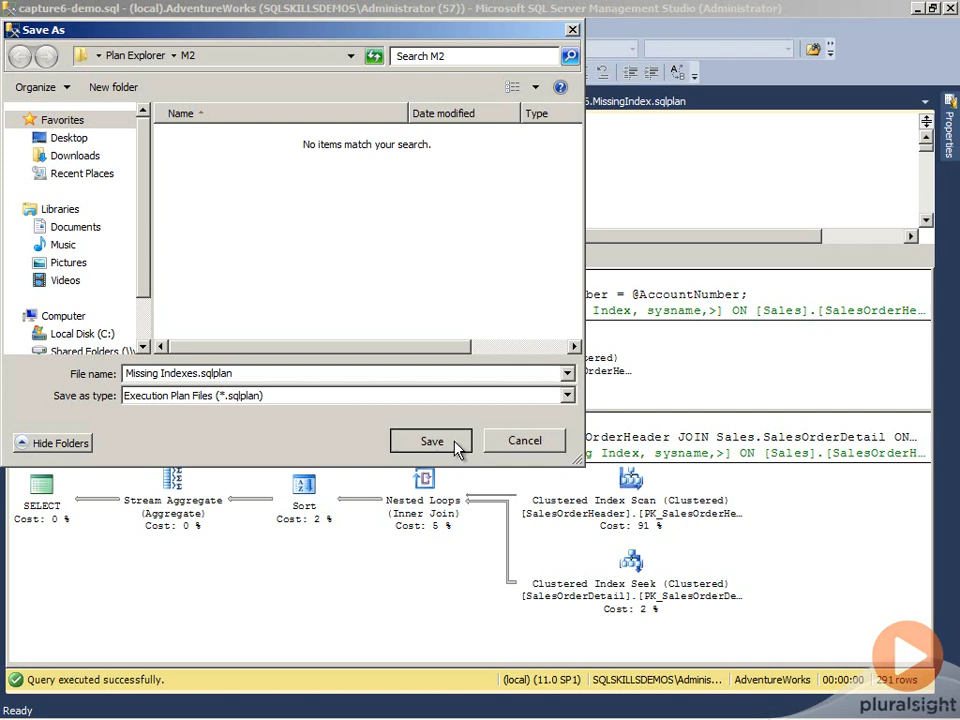 capture6-demo.sql - (local).AdventureWorks (SQLSKILLSDEMOS\Administrator (57)) - Microsoft SQL Server Management Studio (Administrator)
Save As
Plan Explorer
M2
Search M2
Organize
New folder
Name
Date modified
Type
No items match your search.
Favorites
Desktop
Downloads
Recent Places
Libraries
Documents
Music
Pictures
Videos
Computer
Local Disk (C:)
Shared Folders (\\
File name:
Missing Indexes.sqlplan
Save as type:
Execution Plan Files (*.sqlplan)
Hide Folders
Save
Cancel
.MissingIndex.sqlplan
Properties
ber = @AccountNumber;
Index, sysname,>] ON [Sales].[SalesOrderHe…
tered)
derHe…
OrderHeader JOIN Sales.SalesOrderDetail ON…
g Index, sysname,>] ON [Sales].[SalesOrderH…
SELECT
Cost: 0 %
Stream Aggregate
(Aggregate)
Cost: 0 %
Sort
Cost: 2 %
Nested Loops
(Inner Join)
Cost: 5 %
Clustered Index Scan (Clustered)
[SalesOrderHeader].[PK_SalesOrderHe…
Cost: 91 %
Clustered Index Seek (Clustered)
[SalesOrderDetail].[PK_SalesOrderDe…
Cost: 2 %
Query executed successfully.
(local) (11.0 SP1)
SQLSKILLSDEMOS\Adminis…
AdventureWorks
00:00:00
291 rows
Ready
pluralsight